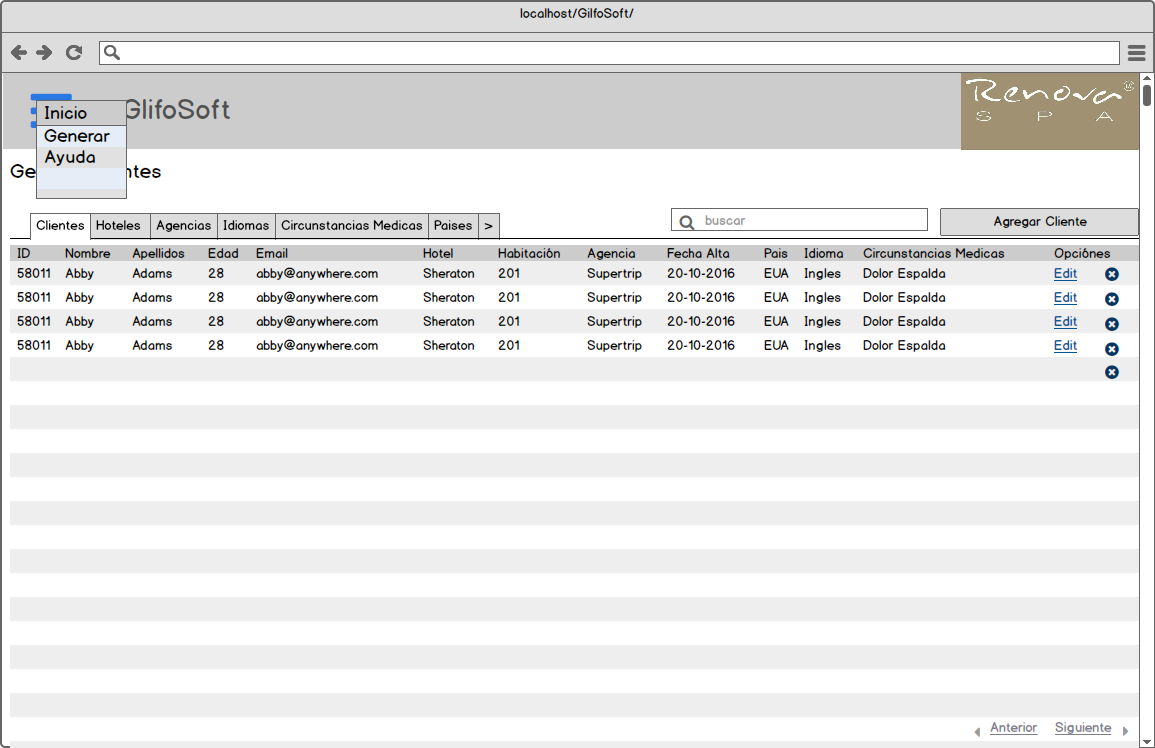 localhost/GilfoSoft/
GlifoSoft
Renova
SPA
Inicio
Generar
Ayuda
Clientes Hoteles Agencias Idiomas Circunstancias Medicas Paises >
buscar
Agregar Cliente
ID Nombre Apellidos Edad Email Hotel Habitación Agencia Fecha Alta Pais Idioma Circunstancias Medicas Opciónes
58011 Abby Adams 28 abby@anywhere.com Sheraton 201 Supertrip 20-10-2016 EUA Ingles Dolor Espalda Edit
58011 Abby Adams 28 abby@anywhere.com Sheraton 201 Supertrip 20-10-2016 EUA Ingles Dolor Espalda Edit
58011 Abby Adams 28 abby@anywhere.com Sheraton 201 Supertrip 20-10-2016 EUA Ingles Dolor Espalda Edit
58011 Abby Adams 28 abby@anywhere.com Sheraton 201 Supertrip 20-10-2016 EUA Ingles Dolor Espalda Edit
Anterior Siguiente